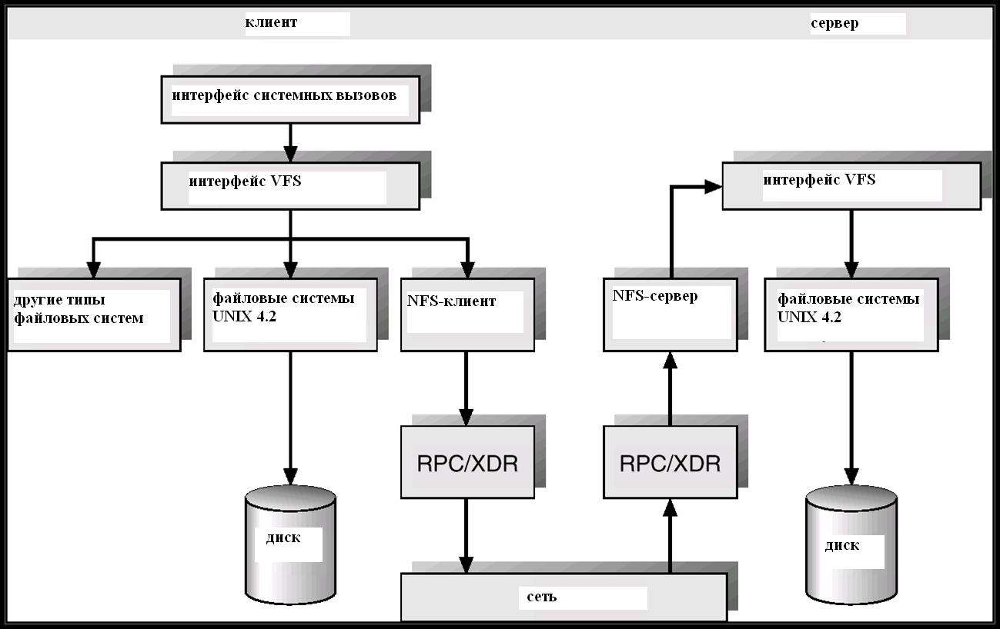 клиент
сервер
интерфейс системных вызовов
интерфейс VFS
интерфейс VFS
другие типы
файловых систем
файловые системы
UNIX 4.2
NFS-клиент
NFS-сервер
файловые системы
UNIX 4.2
RPC/XDR
RPC/XDR
диск
диск
сеть